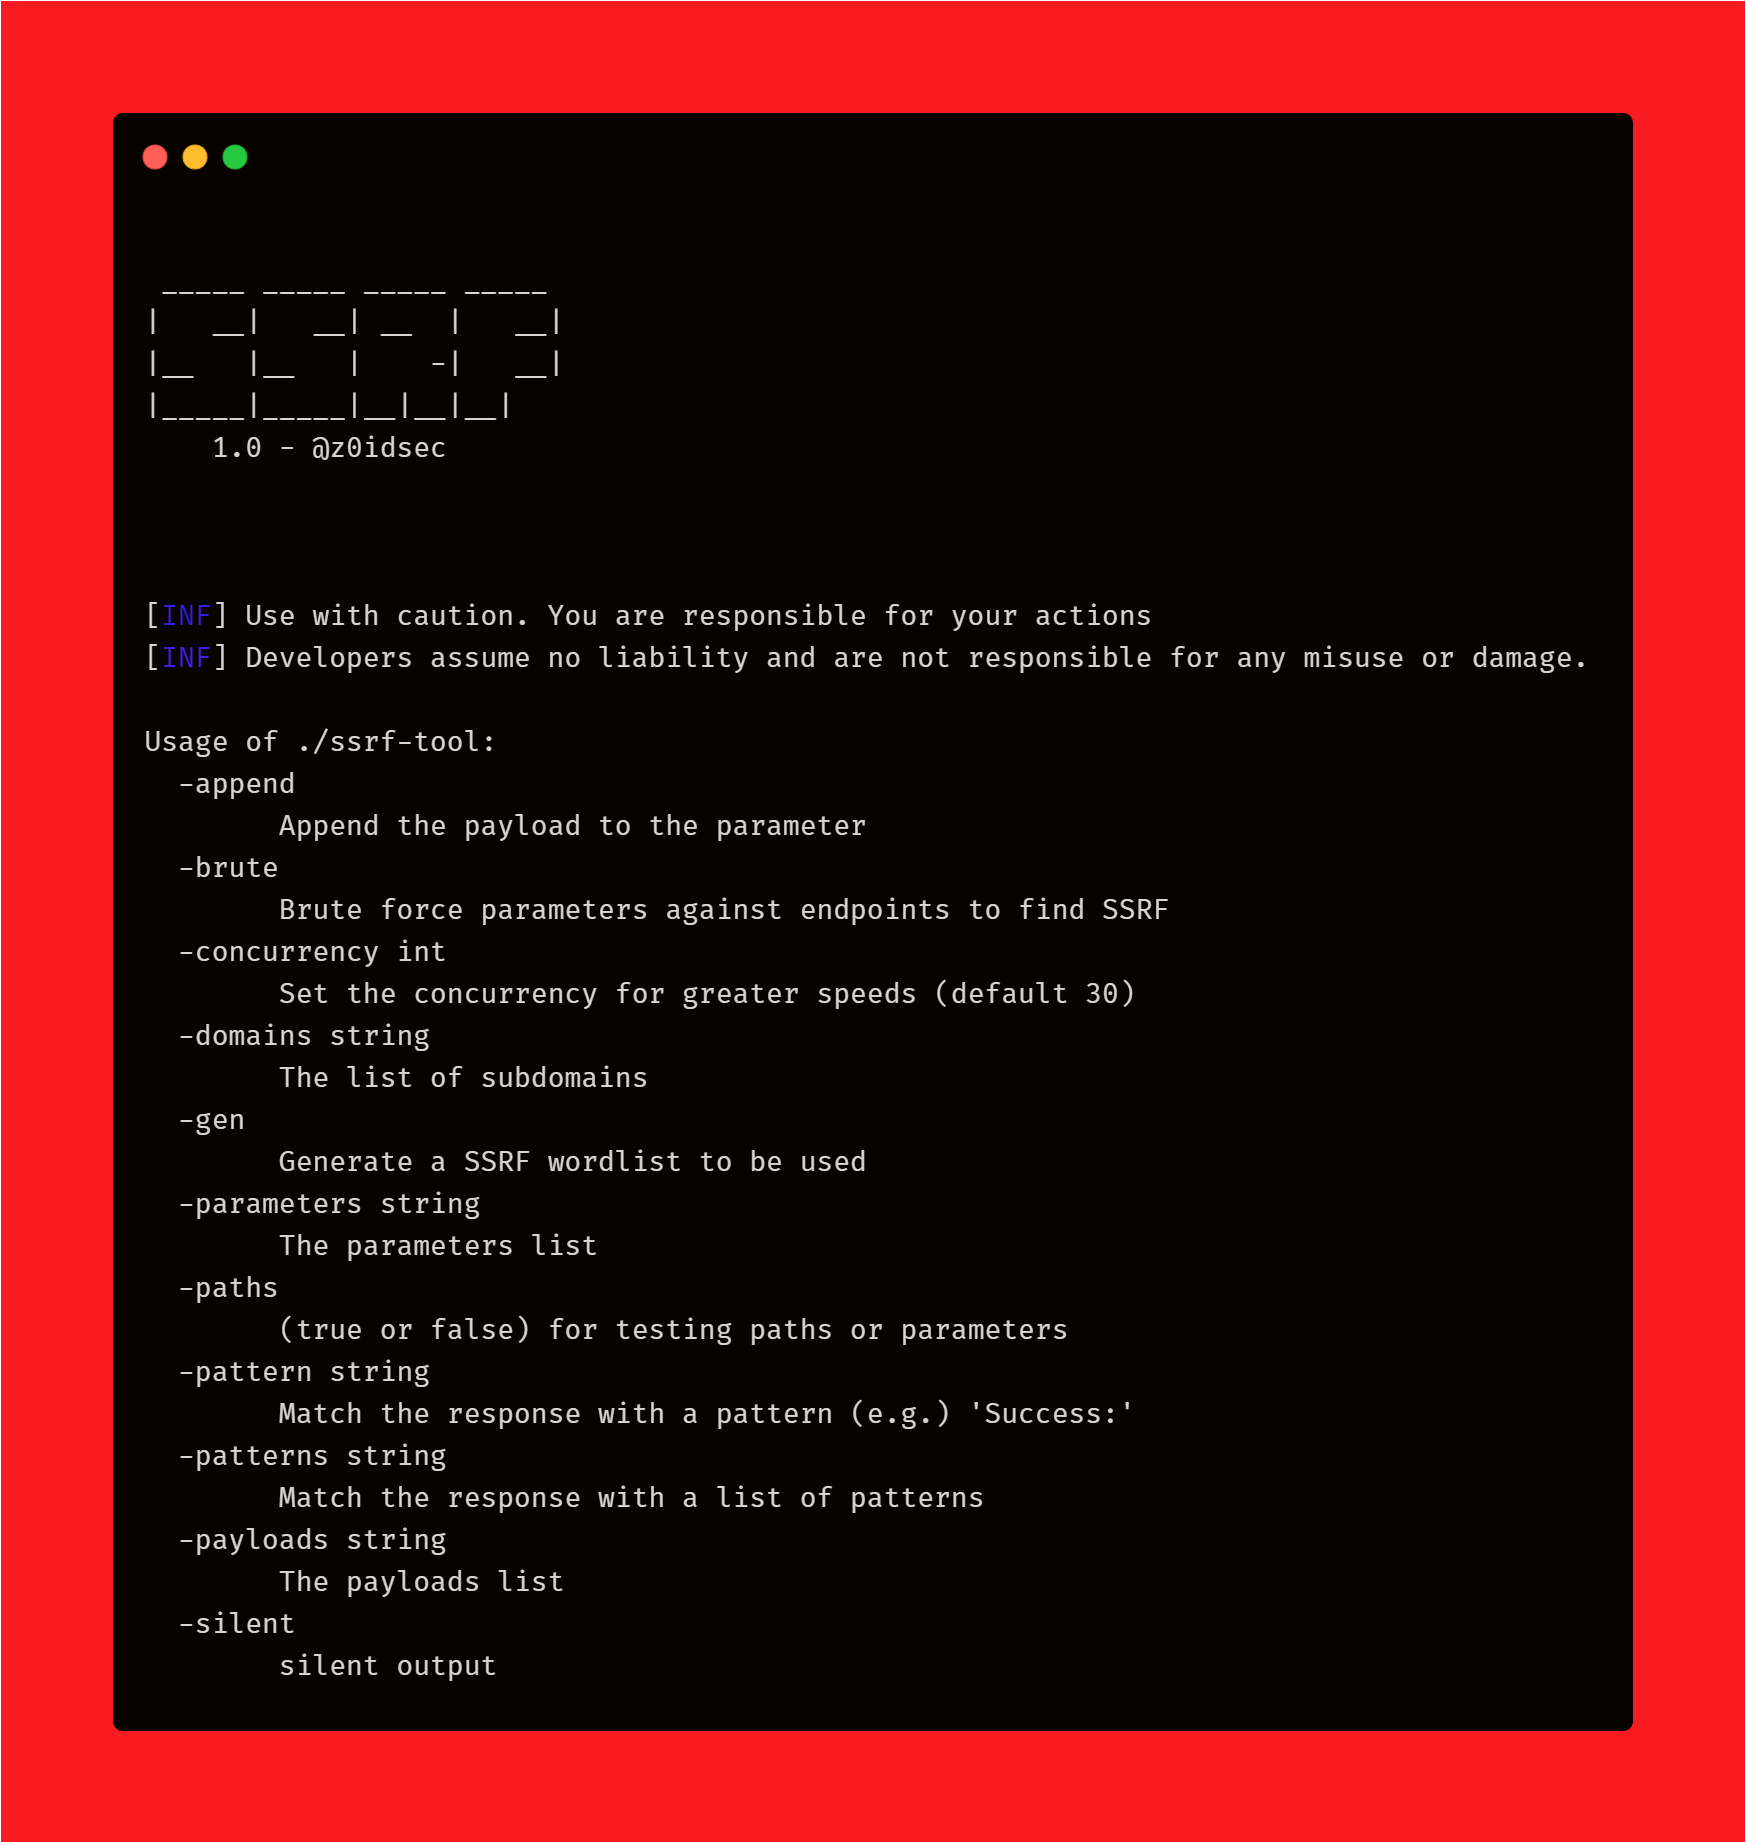 _____ _____ _____ _____
|   __|   __| __  |   __|
|__   |__   |    -|   __|
|_____|_____|__|__|__|
    1.0 - @z0idsec
[INF] Use with caution. You are responsible for your actions
[INF] Developers assume no liability and are not responsible for any misuse or damage.
Usage of ./ssrf-tool:
  -append
        Append the payload to the parameter
  -brute
        Brute force parameters against endpoints to find SSRF
  -concurrency int
        Set the concurrency for greater speeds (default 30)
  -domains string
        The list of subdomains
  -gen
        Generate a SSRF wordlist to be used
  -parameters string
        The parameters list
  -paths
        (true or false) for testing paths or parameters
  -pattern string
        Match the response with a pattern (e.g.) 'Success:'
  -patterns string
        Match the response with a list of patterns
  -payloads string
        The payloads list
  -silent
        silent output